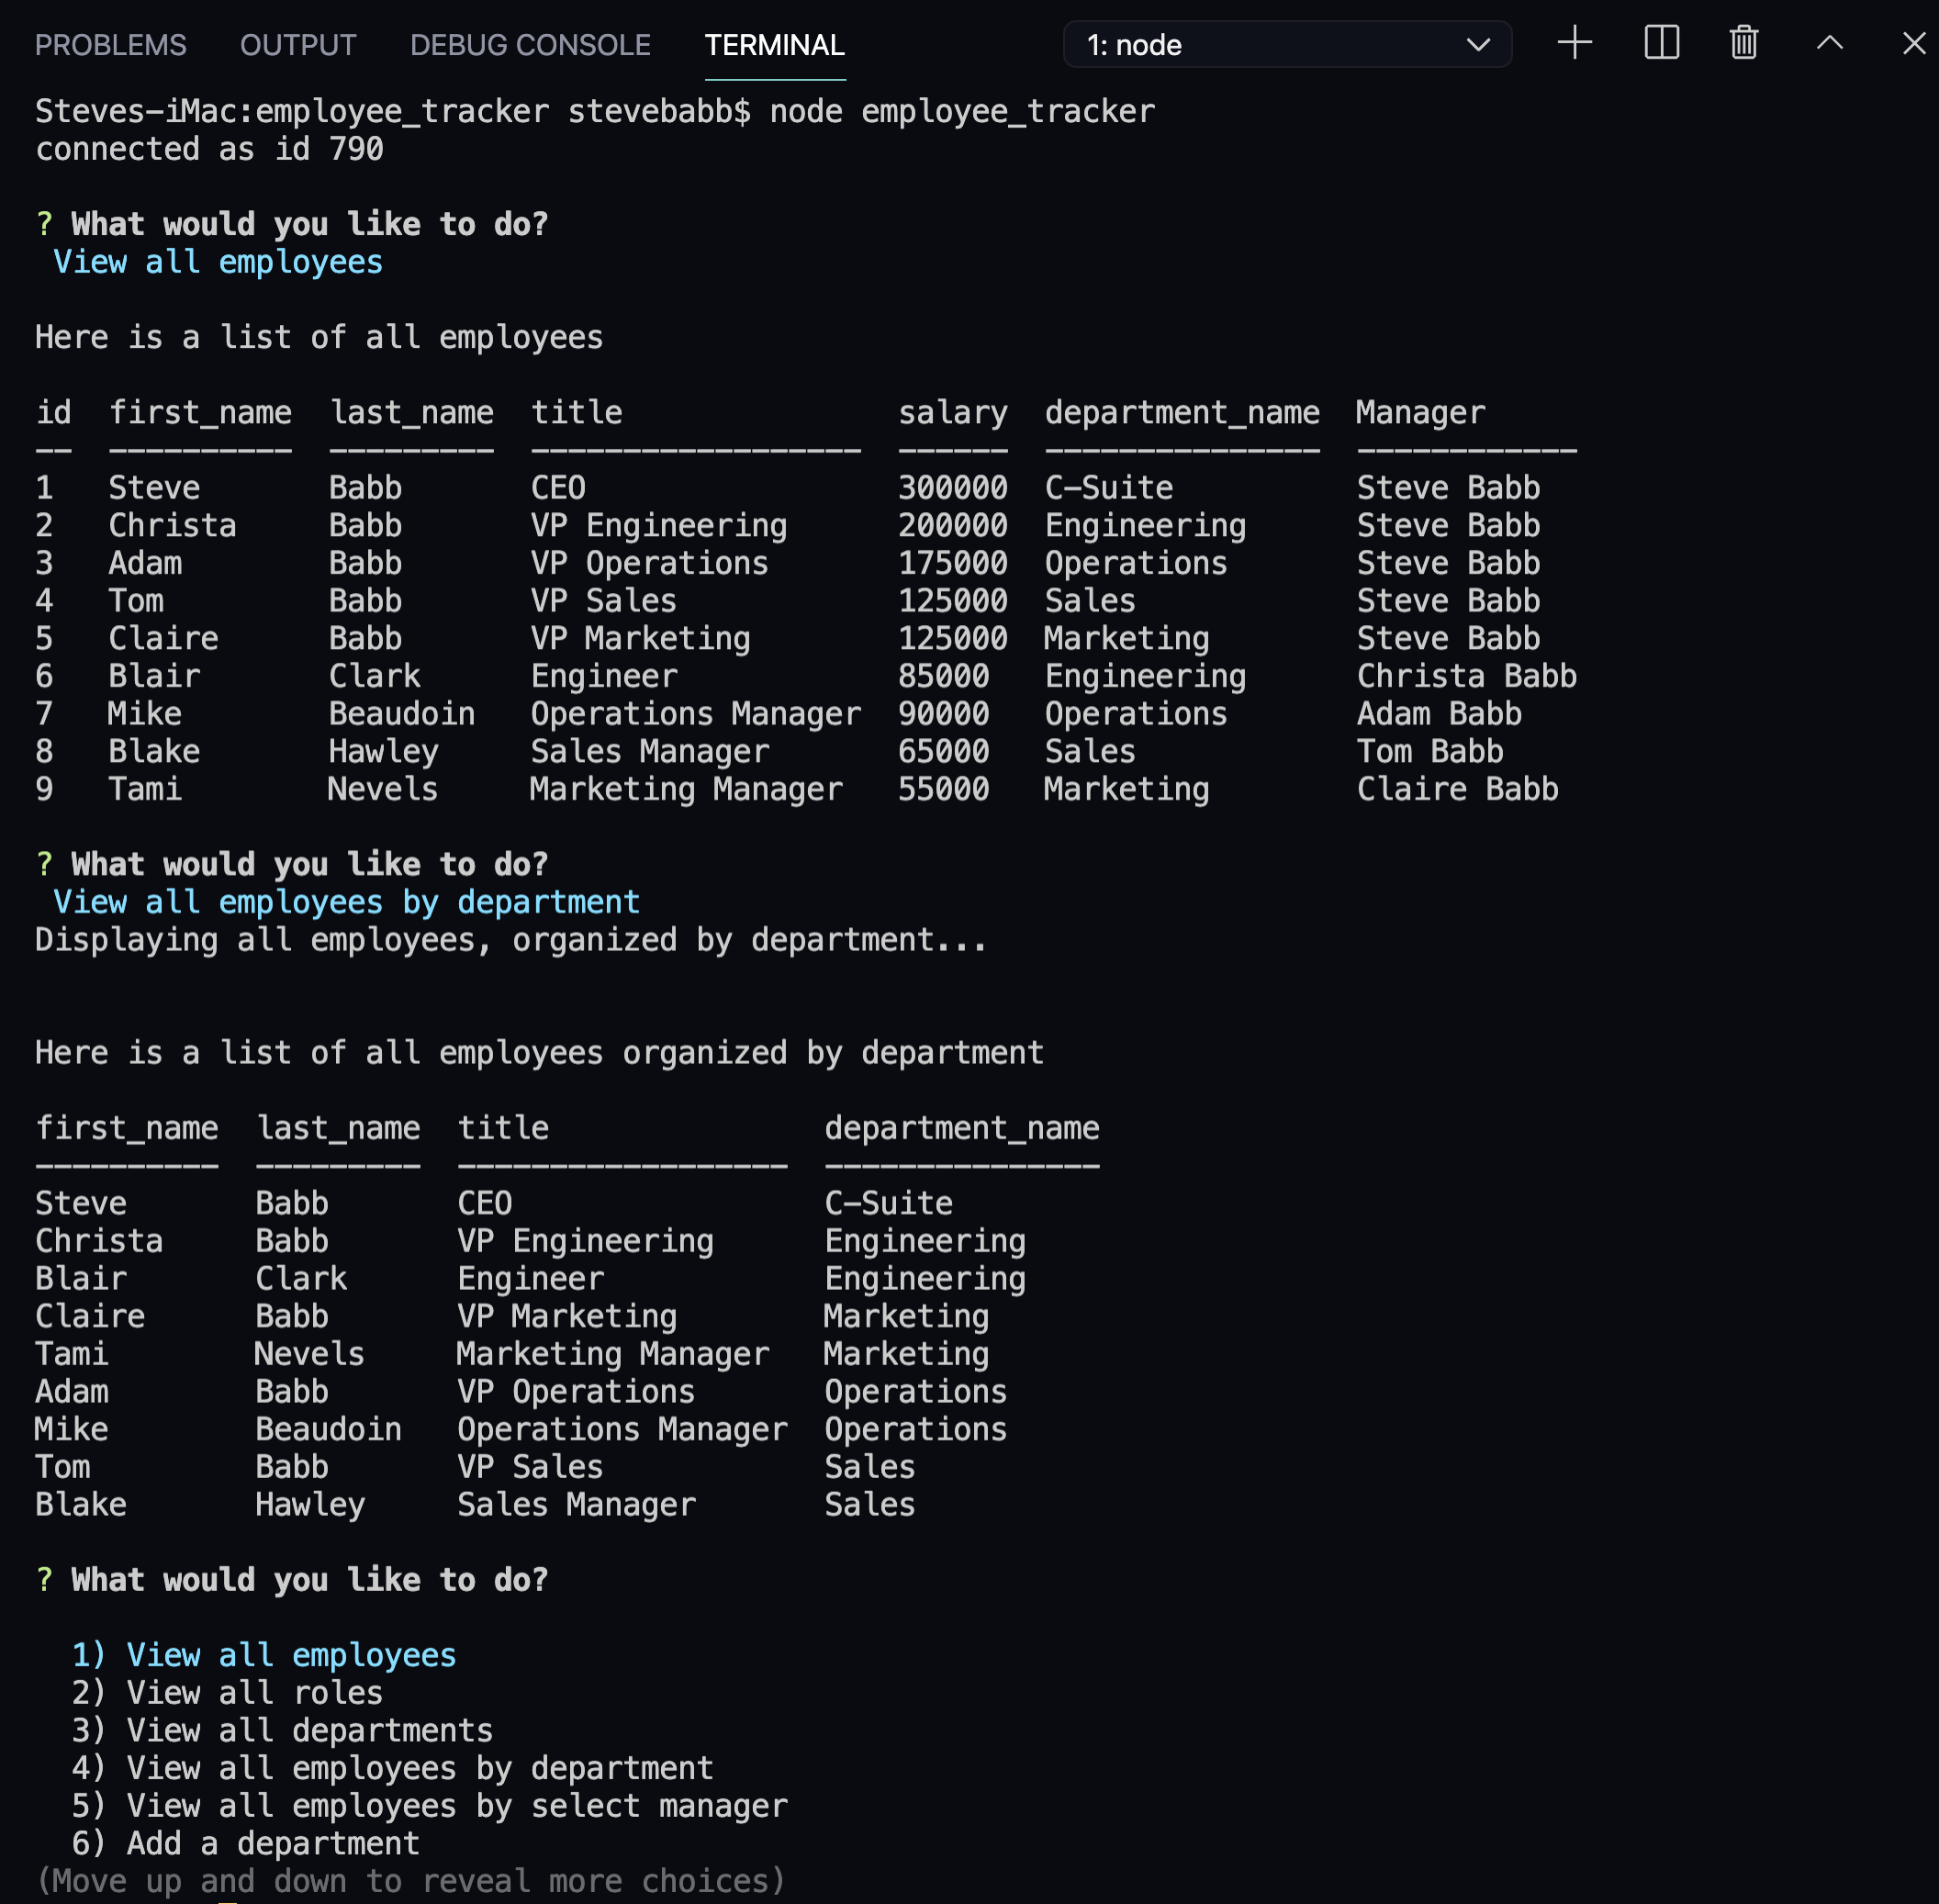 PROBLEMS OUTPUT DEBUG CONSOLE TERMINAL 1: node
Steves-iMac:employee_tracker stevebabb$ node employee_tracker
connected as id 790
? What would you like to do?
View all employees
Here is a list of all employees
id  first_name  last_name  title               salary  department_name  Manager
--  ----------  ---------  ------------------  ------  ---------------  ------------
1   Steve       Babb       CEO                 300000  C-Suite          Steve Babb
2   Christa     Babb       VP Engineering      200000  Engineering      Steve Babb
3   Adam        Babb       VP Operations       175000  Operations       Steve Babb
4   Tom         Babb       VP Sales            125000  Sales            Steve Babb
5   Claire      Babb       VP Marketing        125000  Marketing        Steve Babb
6   Blair       Clark      Engineer            85000   Engineering      Christa Babb
7   Mike        Beaudoin   Operations Manager  90000   Operations       Adam Babb
8   Blake       Hawley     Sales Manager       65000   Sales            Tom Babb
9   Tami        Nevels     Marketing Manager   55000   Marketing        Claire Babb
? What would you like to do?
View all employees by department
Displaying all employees, organized by department...
Here is a list of all employees organized by department
first_name  last_name  title               department_name
----------  ---------  ------------------  ---------------
Steve       Babb       CEO                 C-Suite
Christa     Babb       VP Engineering      Engineering
Blair       Clark      Engineer            Engineering
Claire      Babb       VP Marketing        Marketing
Tami        Nevels     Marketing Manager   Marketing
Adam        Babb       VP Operations       Operations
Mike        Beaudoin   Operations Manager  Operations
Tom         Babb       VP Sales            Sales
Blake       Hawley     Sales Manager       Sales
? What would you like to do?
1) View all employees
2) View all roles
3) View all departments
4) View all employees by department
5) View all employees by select manager
6) Add a department
(Move up and down to reveal more choices)